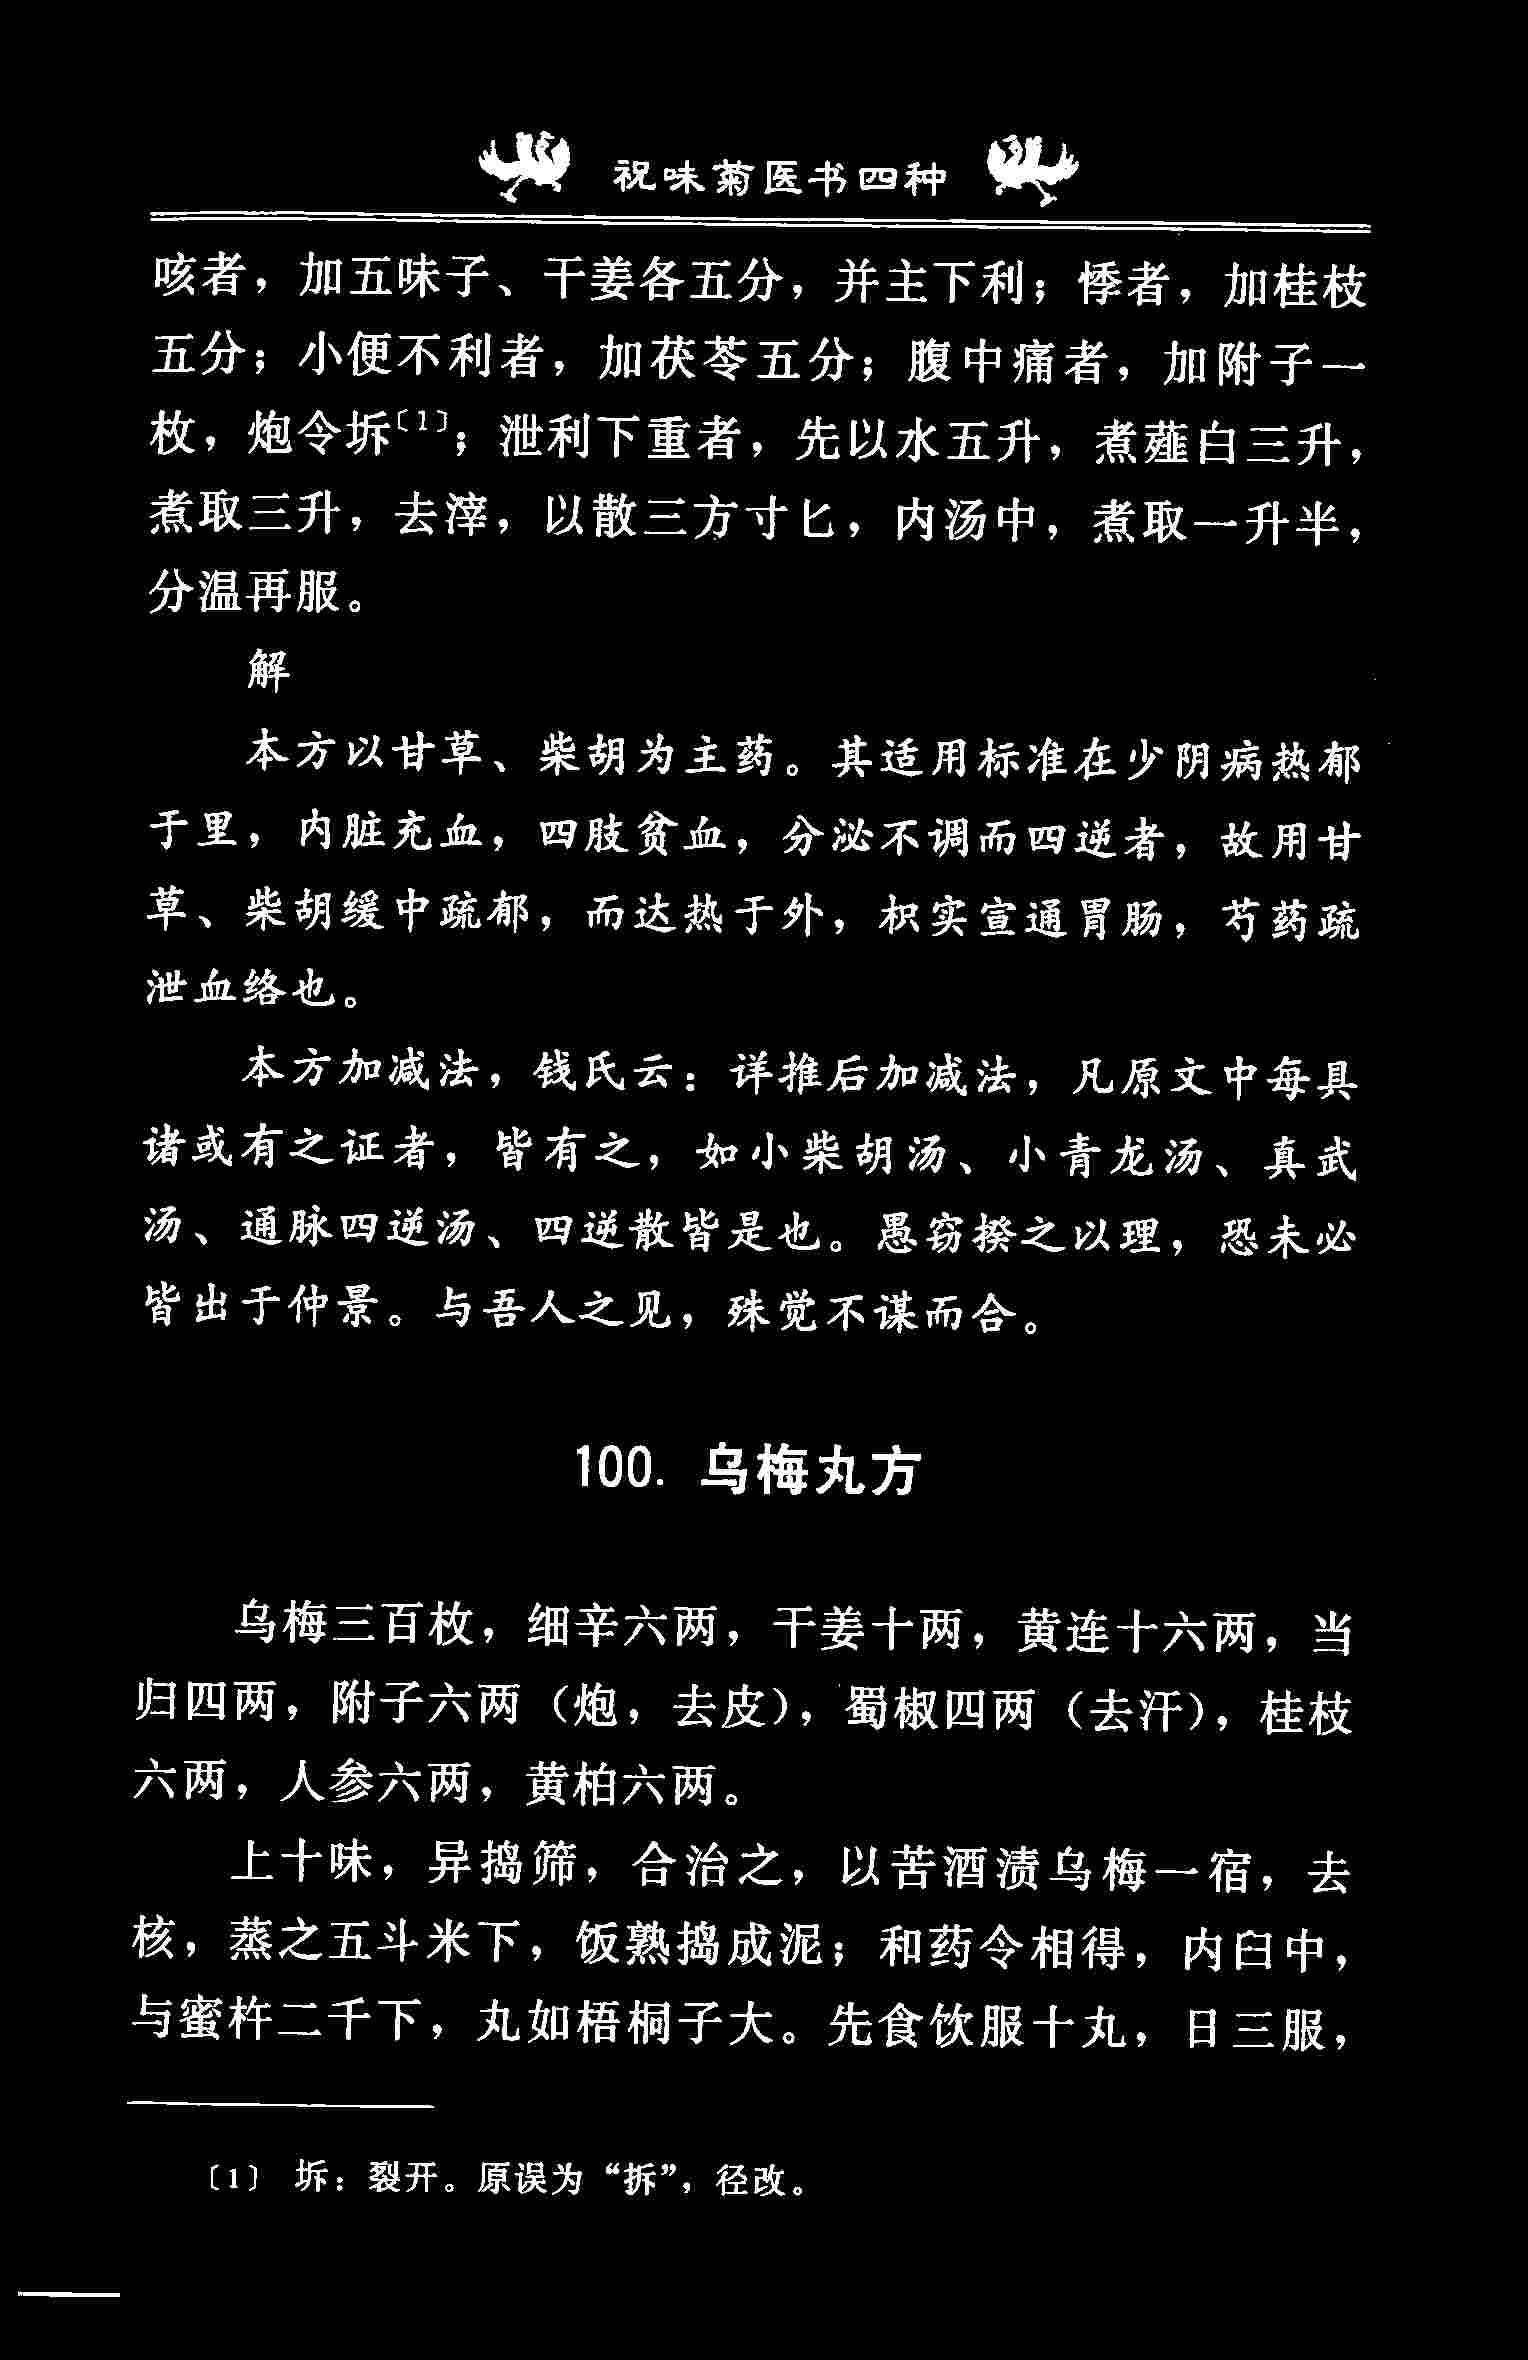 祝味菊医书四种
咳者，加五味子、干姜各五分，并主下利；悸者，加桂枝
五分；小便不利者，加茯苓五分；腹中痛者，加附子一
枚，炮令坼〔1〕；泄利下重者，先以水五升，煮薤白三升，
煮取三升，去滓，以散三方寸匕，内汤中，煮取一升半，
分温再服。
解
本方以甘草、柴胡为主药。其适用标准在少阴病热郁
于里，内脏充血，四肢贫血，分泌不调而四逆者，故用甘
草、柴胡缓中疏郁，而达热于外，枳实宣通胃肠，芍药疏
泄血络也。
本方加减法，钱氏云：详推后加减法，凡原文中每具
诸或有之证者，皆有之，如小柴胡汤、小青龙汤、真武
汤、通脉四逆汤、四逆散皆是也。愚窃揆之以理，恐未必
皆出于仲景。与吾人之见，殊觉不谋而合。
100. 乌梅丸方
乌梅三百枚，细辛六两，干姜十两，黄连十六两，当
归四两，附子六两（炮，去皮），蜀椒四两（去汗），桂枝
六两，人参六两，黄柏六两。
上十味，异捣筛，合治之，以苦酒渍乌梅一宿，去
核，蒸之五斗米下，饭熟捣成泥；和药令相得，内臼中，
与蜜杵二千下，丸如梧桐子大。先食饮服十丸，日三服，
〔1〕 坼：裂开。原误为“拆”，径改。